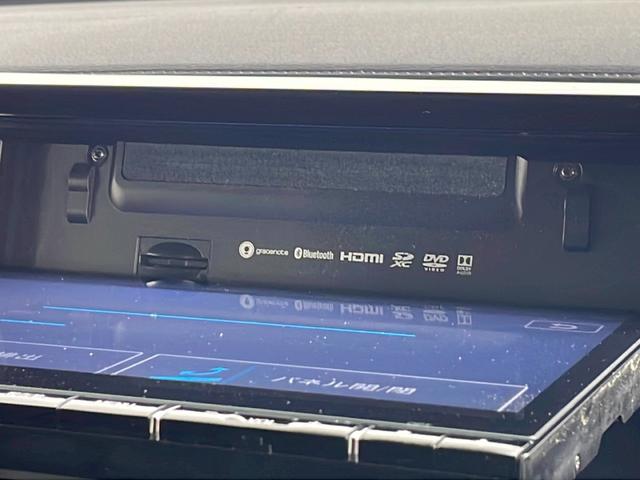 gracenote Bluetooth HDMI SD XC DVD VIDEO DOLBY AUDIO
パネル開/閉